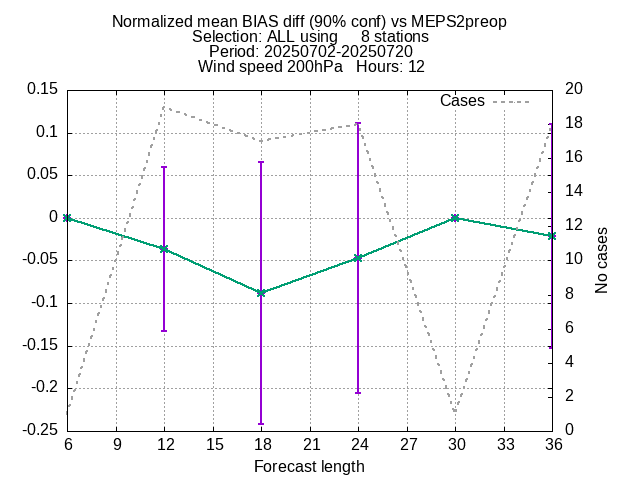 Normalized mean BIAS diff (90% conf) vs MEPS2preop
Selection: ALL using     8 stations
Period: 20250702-20250720
Wind speed 200hPa   Hours: 12
Cases
0.15
0.1
0.05
0
-0.05
-0.1
-0.15
-0.2
-0.25
20
18
16
14
12
10
8
6
4
2
0
No cases
6 9 12 15 18 21 24 27 30 33 36
Forecast length